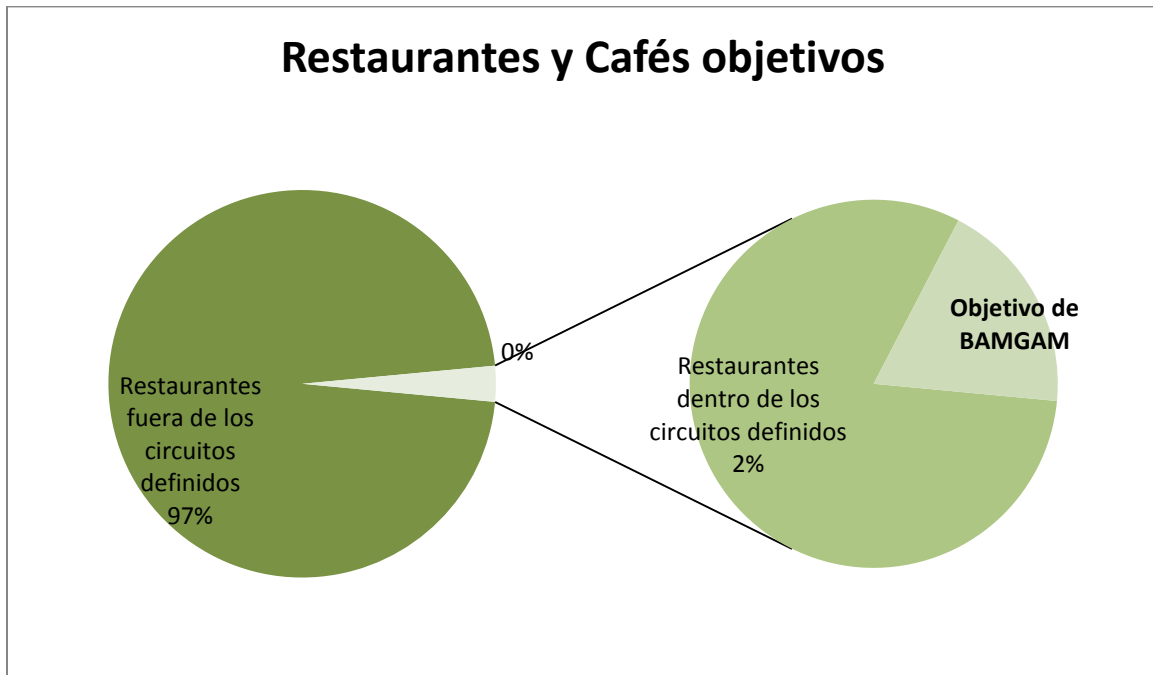 Restaurantes y Cafés objetivos
Restaurantes
fuera de los
circuitos
definidos
97%
0%
Restaurantes
dentro de los
circuitos definidos
2%
Objetivo de
BAMGAM